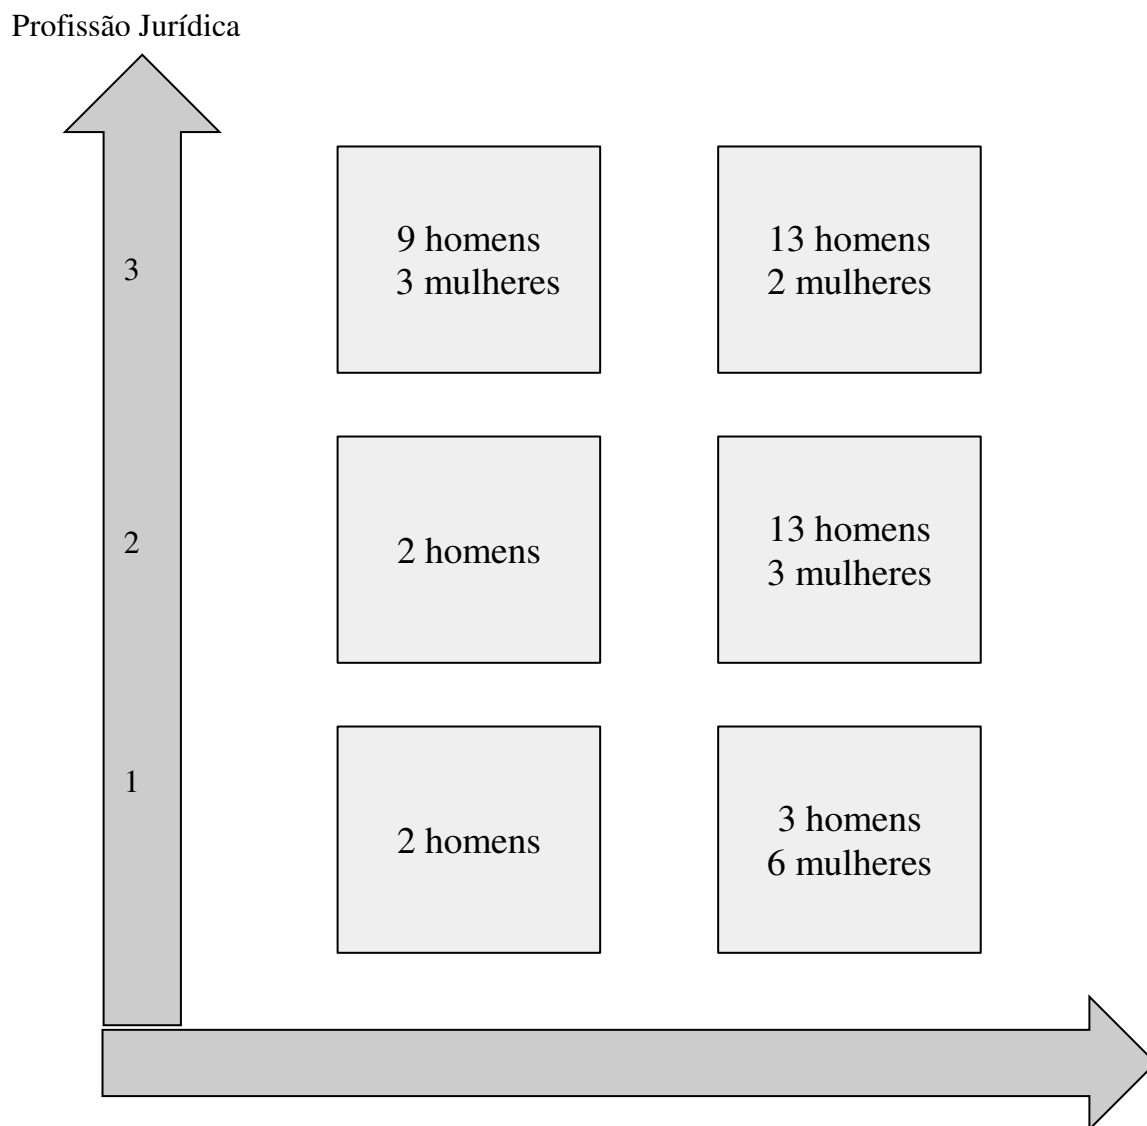 Profissão Jurídica
9 homens
3 mulheres
13 homens
2 mulheres
3
2 homens
13 homens
3 mulheres
2
2 homens
3 homens
6 mulheres
1